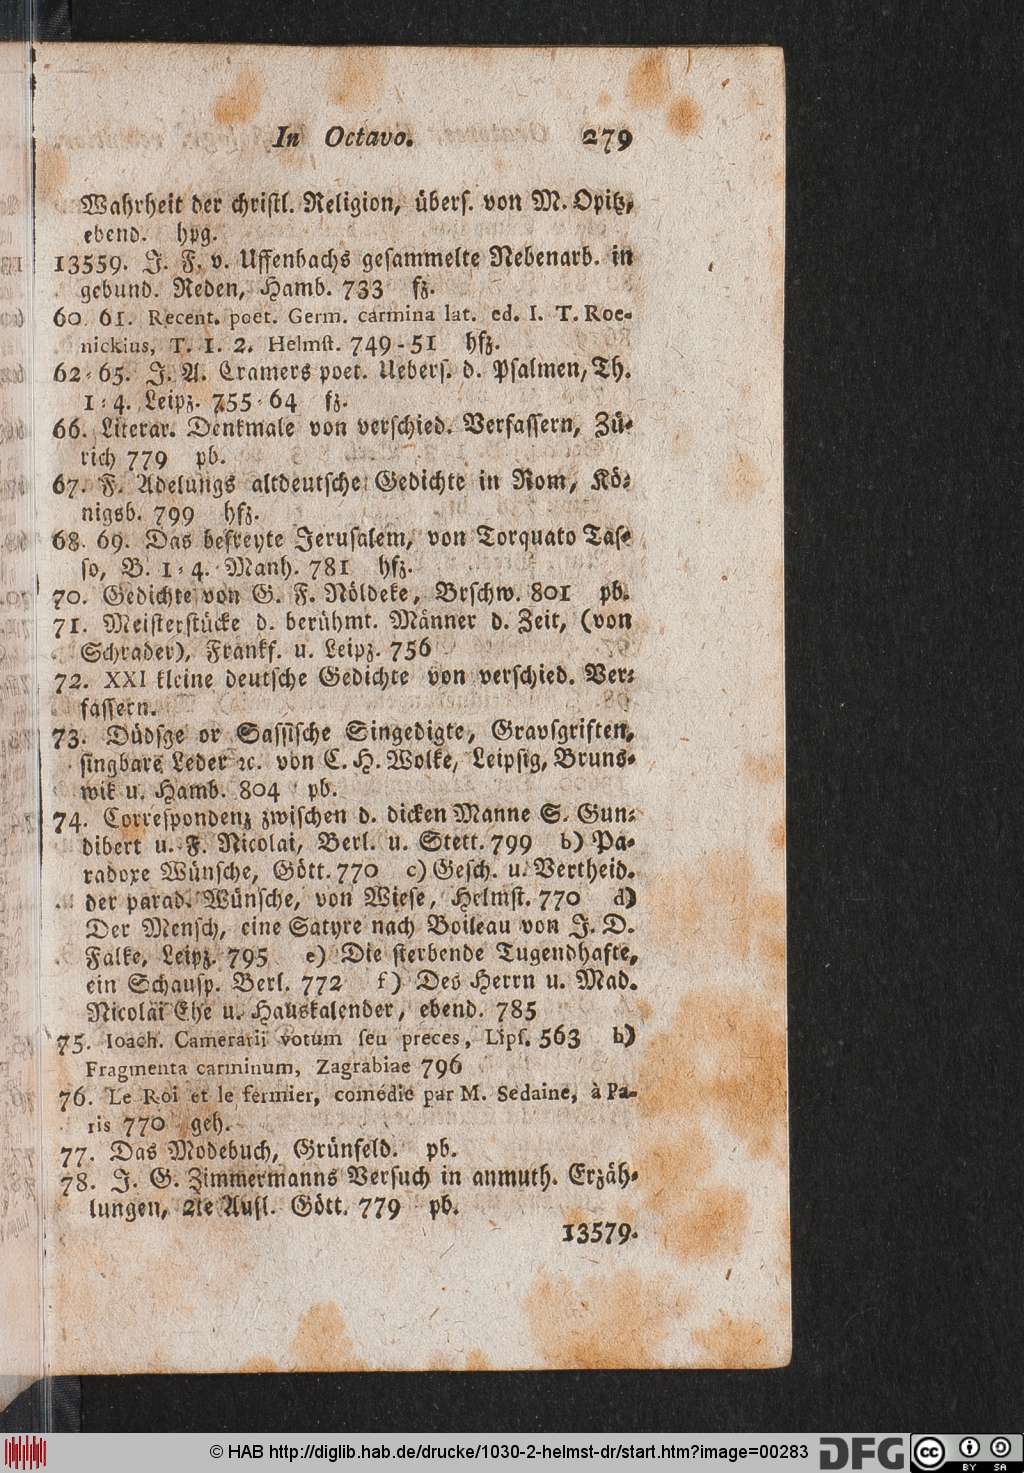 In Octavo. 279
Wahrheit der christl. Religion, übers. von M. Opitz,
ebend. hpg.
13559. J. F. v. Uffenbachs gesammelte Nebenarb. in
gebund. Reden, Hamb. 733 fz.
60. 61. Recent. poet. Germ. carmina lat. ed. I. T. Roe-
nickius, T. 1. 2. Helmst. 749-51 hfz.
62-65. J. A. Cramers poet. Uebers. d. Psalmen, Th.
1-4. Leipz. 755-64 fz.
66. Literar. Denkmale von verschied. Verfassern, Zü-
rich 779 pb.
67. F. Adelungs altdeutsche Gedichte in Rom, Kö-
nigsb. 799 hfz.
68. 69. Das befreyte Jerusalem, von Torquato Tas-
so, B. 1-4. Manh. 781 hfz.
70. Gedichte von G. F. Nöldeke, Brschw. 801 pb.
71. Meisterstücke d. berühmt. Männer d. Zeit, (von
Schrader), Frankf. u. Leipz. 756
72. XXI kleine deutsche Gedichte von verschied. Ver-
fassern.
73. Düdsge or Sassische Singedigte, Gravsgriften,
singbare Leder ꝛc. von C. H. Wolke, Leipsig, Bruns-
wik u. Hamb. 804 pb.
74. Correspondenz zwischen d. dicken Manne S. Gun-
dibert u. F. Nicolai, Berl. u. Stett. 799 b) Pa-
radoxe Wünsche, Gött. 770 c) Gesch. u. Vertheid.
der parad. Wünsche, von Wiese, Helmst. 770 d)
Der Mensch, eine Satyre nach Boileau von J. D.
Falke, Leipz. 795 e) Die sterbende Tugendhafte,
ein Schausp. Berl. 772 f) Des Herrn u. Mad.
Nicolai Ehe u. Hauskalender, ebend. 785
75. Ioach. Camerarii votum seu preces, Lips. 563 b)
Fragmenta carminum, Zagrabiae 796
76. Le Roi et le fermier, comédie par M. Sedaine, à Pa-
ris 770 geh.
77. Das Modebuch, Grünfeld. pb.
78. J. G. Zimmermanns Versuch in anmuth. Erzäh-
lungen, 2te Aufl. Gött. 779 pb.
13579.
© HAB http://diglib.hab.de/drucke/1030-2-helmst-dr/start.htm?image=00283 DFG cc BY SA